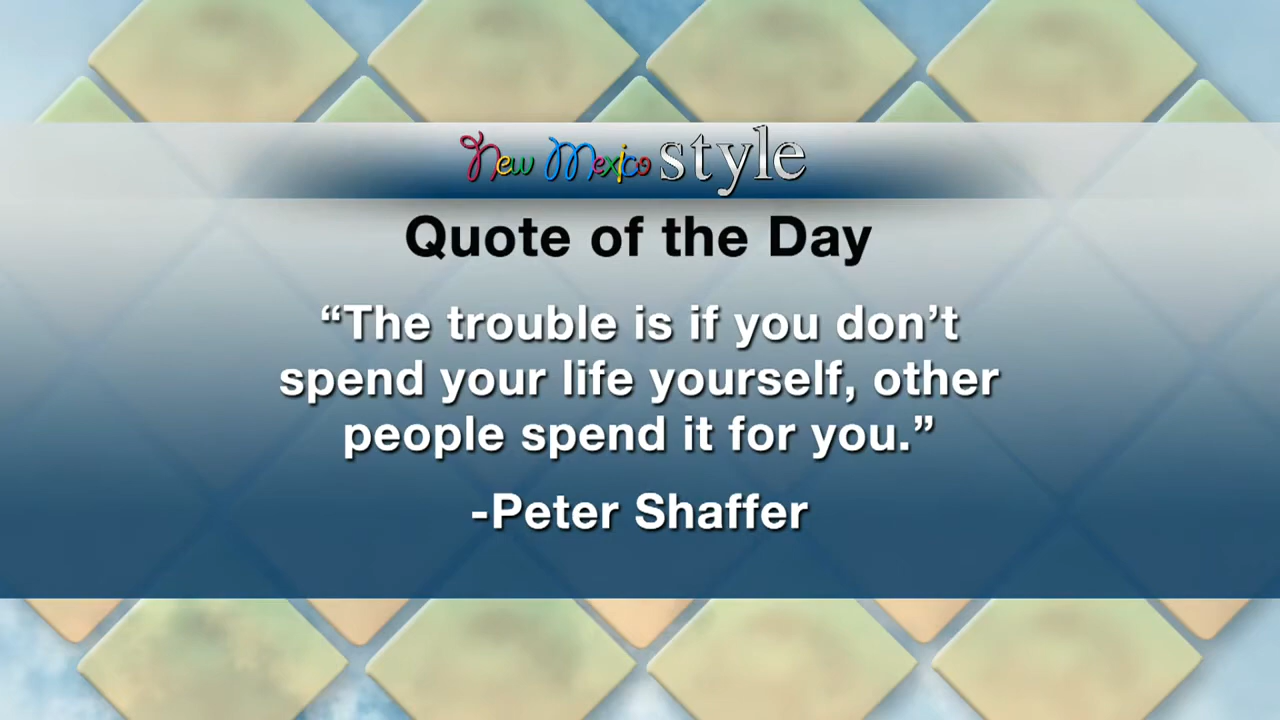 New Mexico style
Quote of the Day
“The trouble is if you don’t
spend your life yourself, other
people spend it for you.”
-Peter Shaffer